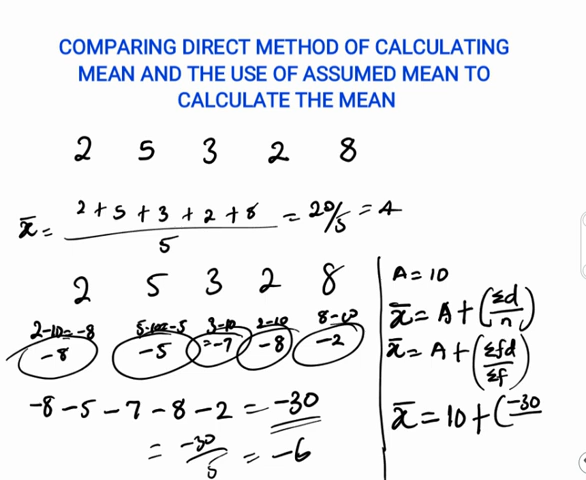 COMPARING DIRECT METHOD OF CALCULATING
MEAN AND THE USE OF ASSUMED MEAN TO
CALCULATE THE MEAN
2 5 3 2 8
x̄ = (2 + 5 + 3 + 2 + 8)/5 = 20/5 = 4
2 5 3 2 8
2-10=-8 5-10=-5 3-10 2-10 8-10
-8 -5 =-7 -8 -2
-8 - 5 - 7 - 8 - 2 = -30
= -30/5 = -6
A = 10
x̄ = A + (Σd/n)
x̄ = A + (Σfd/Σf)
x̄ = 10 + (-30